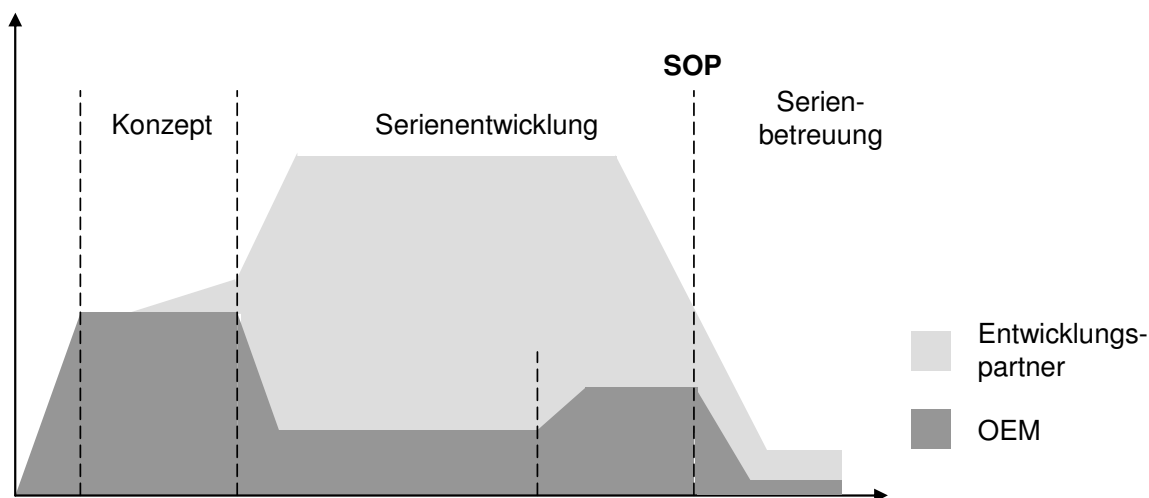 SOP
Konzept
Serienentwicklung
Serien-
betreuung
Entwicklungs-
partner
OEM